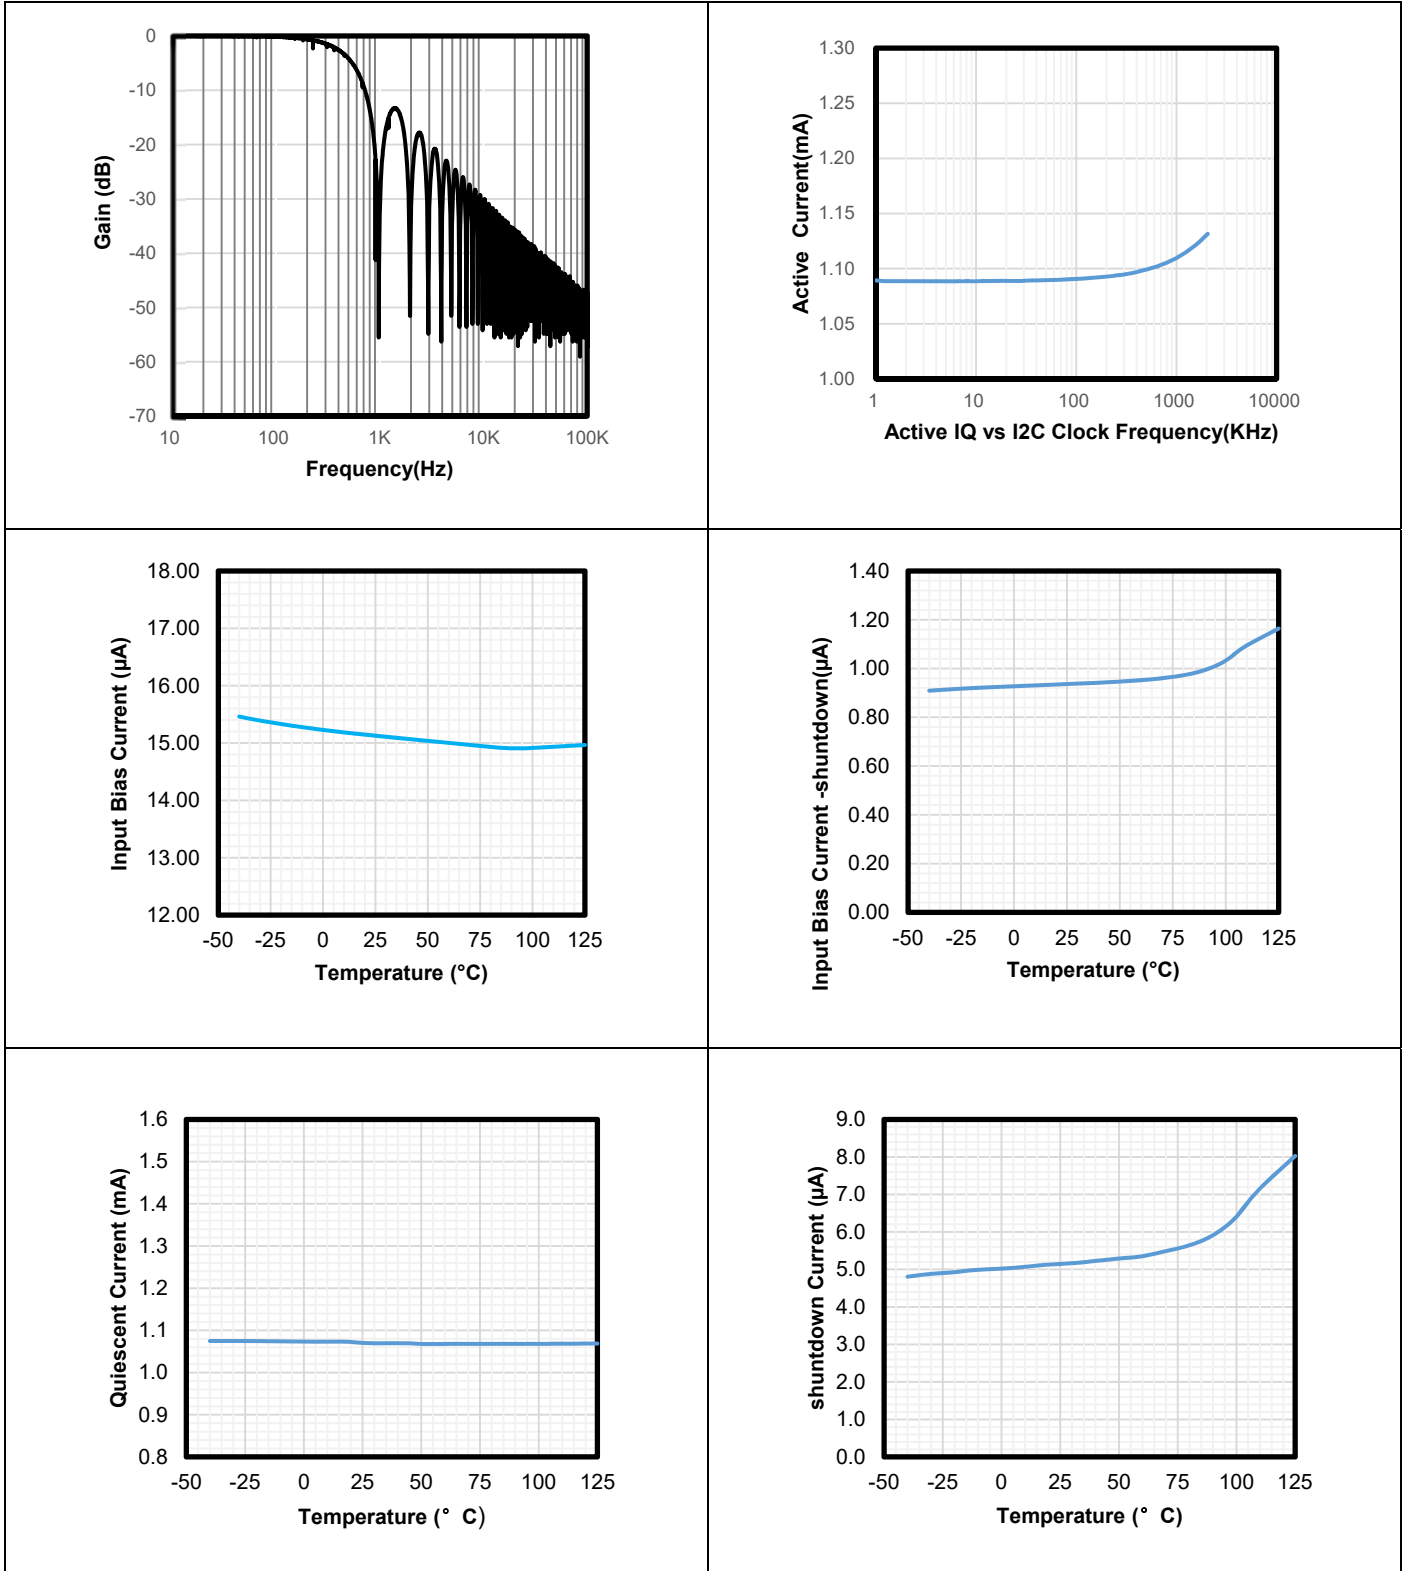 0
-10
-20
-30
-40
-50
-60
-70
Gain (dB)
10 100 1K 10K 100K
Frequency(Hz)
1.30
1.25
1.20
1.15
1.10
1.05
1.00
Active Current(mA)
1 10 100 1000 10000
Active IQ vs I2C Clock Frequency(KHz)
18.00
17.00
16.00
15.00
14.00
13.00
12.00
Input Bias Current (µA)
-50 -25 0 25 50 75 100 125
Temperature (°C)
1.40
1.20
1.00
0.80
0.60
0.40
0.20
0.00
Input Bias Current -shuntdown(µA)
-50 -25 0 25 50 75 100 125
Temperature (°C)
1.6
1.5
1.4
1.3
1.2
1.1
1.0
0.9
0.8
Quiescent Current (mA)
-50 -25 0 25 50 75 100 125
Temperature (° C)
9.0
8.0
7.0
6.0
5.0
4.0
3.0
2.0
1.0
0.0
shuntdown Current (µA)
-50 -25 0 25 50 75 100 125
Temperature (° C)